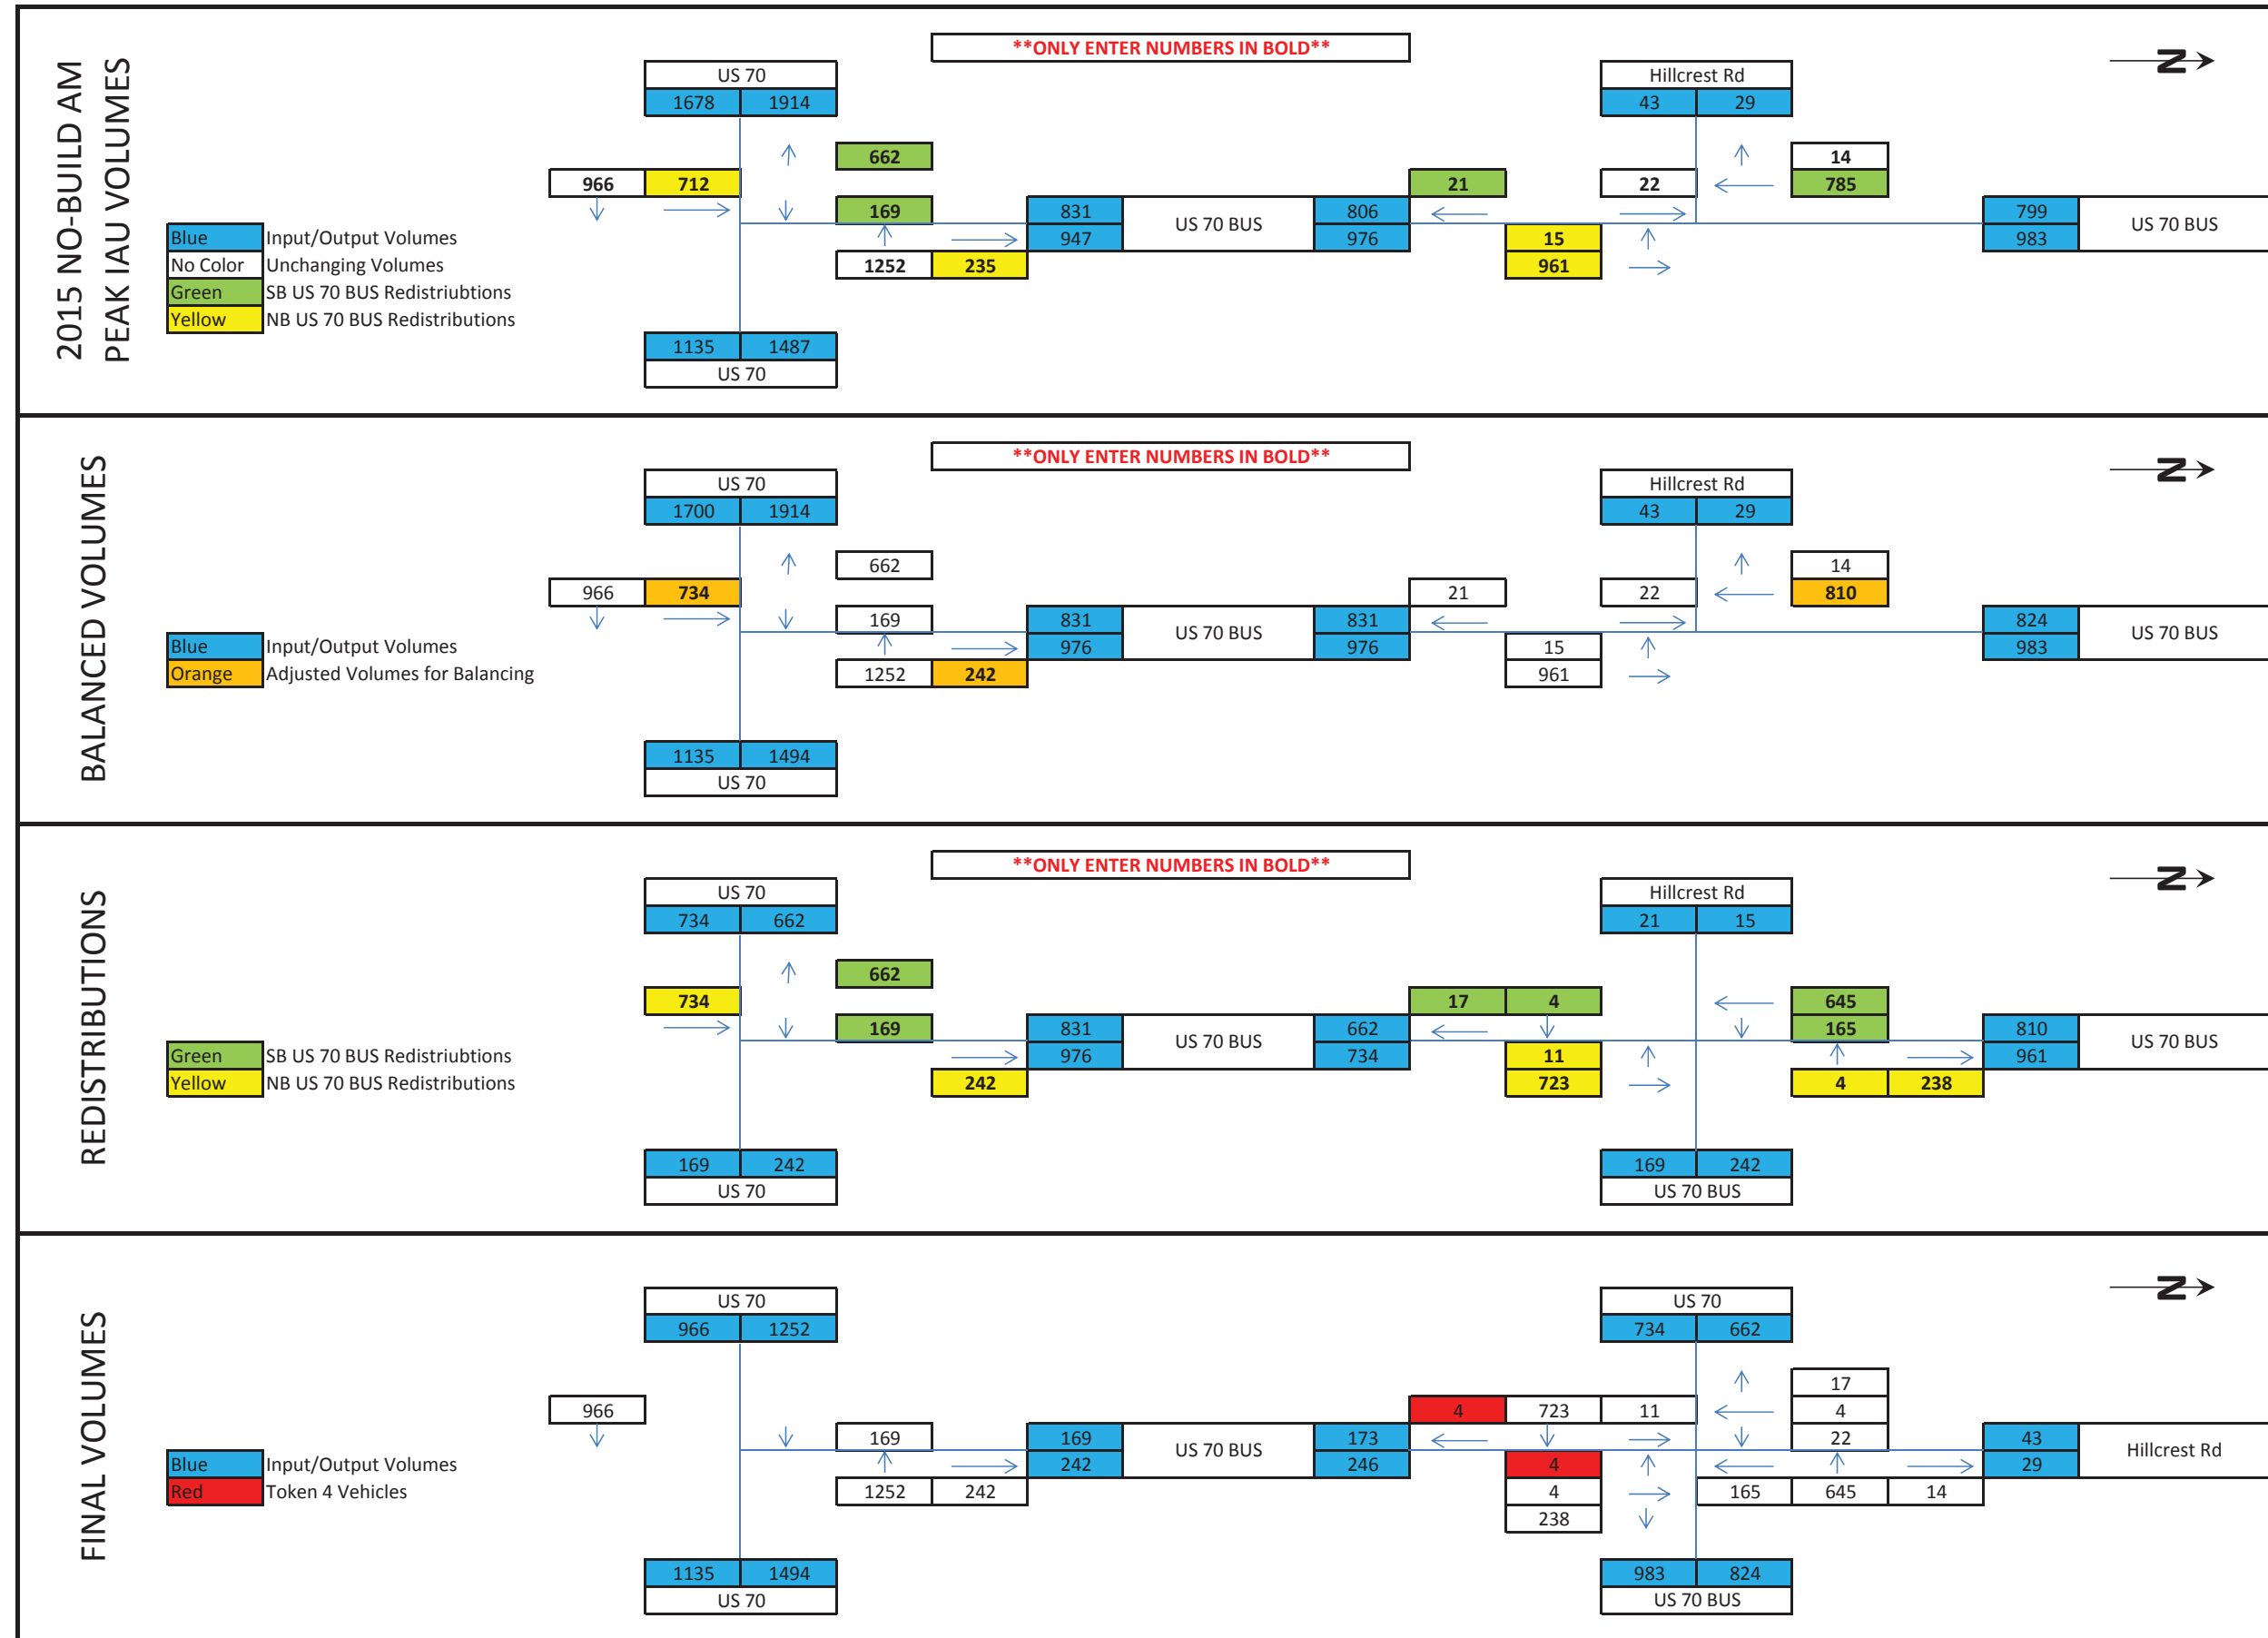 2015 NO-BUILD AM
PEAK IAU VOLUMES
**ONLY ENTER NUMBERS IN BOLD**
N
US 70
1678 1914
Hillcrest Rd
43 29
662
14
966 712
21
22
785
169
831 US 70 BUS 806
799 US 70 BUS
947 976
983
Blue Input/Output Volumes
No Color Unchanging Volumes
Green SB US 70 BUS Redistriubtions
Yellow NB US 70 BUS Redistributions
15
1252 235
961
1135 1487
US 70
BALANCED VOLUMES
**ONLY ENTER NUMBERS IN BOLD**
N
US 70
1700 1914
Hillcrest Rd
43 29
662
14
966 734
21
22
810
169
831 US 70 BUS 831
824 US 70 BUS
976 976
983
Blue Input/Output Volumes
Orange Adjusted Volumes for Balancing
15
1252 242
961
1135 1494
US 70
REDISTRIBUTIONS
**ONLY ENTER NUMBERS IN BOLD**
N
US 70
734 662
Hillcrest Rd
21 15
662
734
17 4
645
169
831 US 70 BUS 662
165
810 US 70 BUS
976 734
11
961
Green SB US 70 BUS Redistriubtions
Yellow NB US 70 BUS Redistributions
242
723
4 238
169 242
US 70
169 242
US 70 BUS
FINAL VOLUMES
N
US 70
966 1252
US 70
734 662
17
966
4 723 11
4
169
169 US 70 BUS 173
22
43 Hillcrest Rd
242 246
4
29
Blue Input/Output Volumes
Red Token 4 Vehicles
1252 242
4
165 645 14
238
1135 1494
US 70
983 824
US 70 BUS